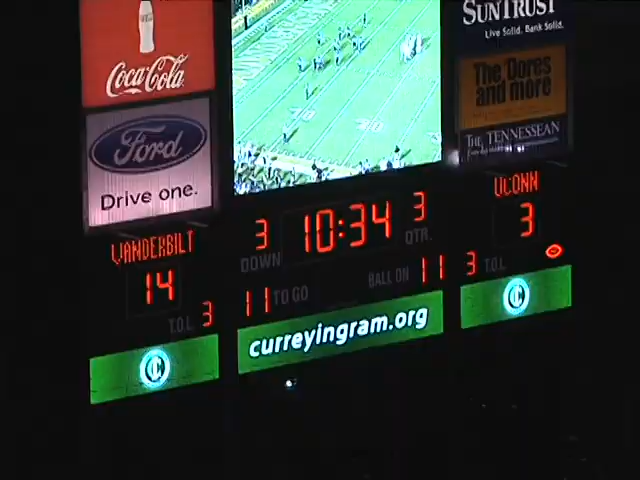 Coca-Cola
SunTrust
Live Solid. Bank Solid.
Ford
Drive one.
The 'Dores
and more
THE TENNESSEAN
VANDERBILT
14
T.O.L. 3
3
DOWN
10:34
3
QTR.
UCONN
3
11 TO GO
BALL ON 11
3 T.O.L.
curreyingram.org